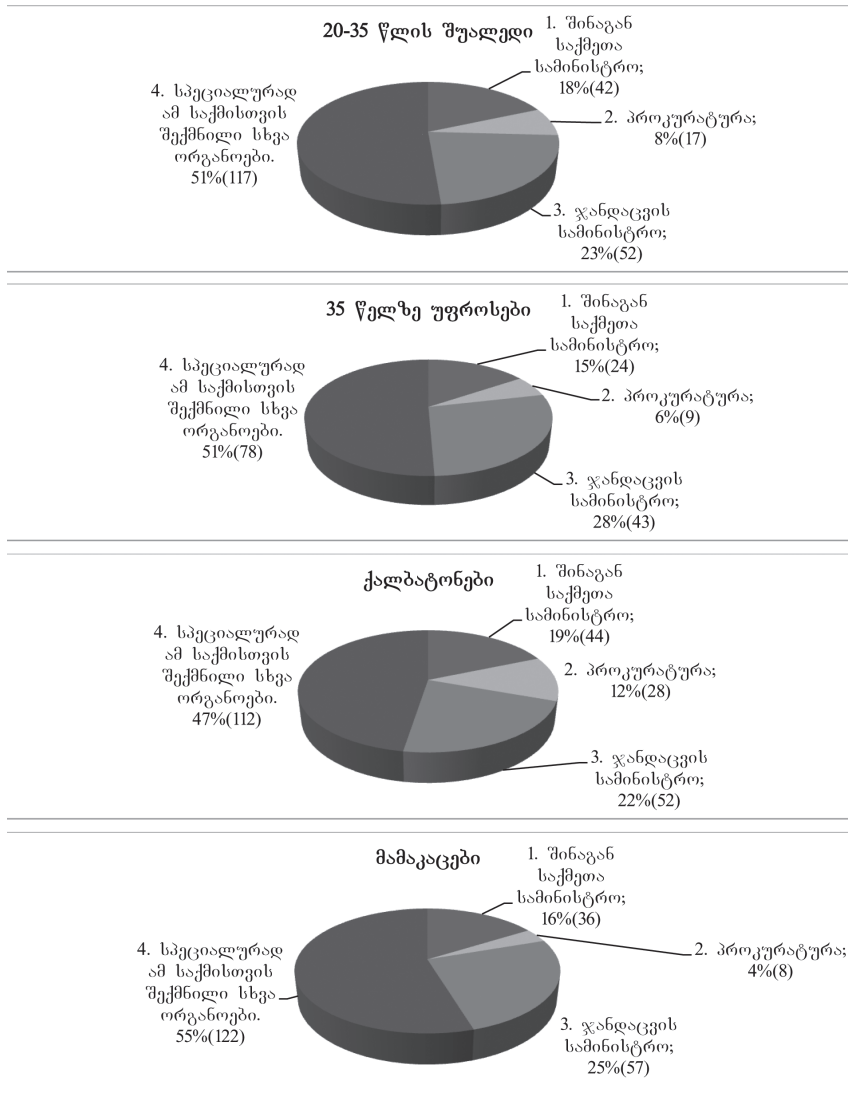 20-35 წლის შუალედი
1. შინაგან
საქმეთა
სამინისტრო;
18%(42)
2. პროკურატურა;
8%(17)
3. ჯანდაცვის
სამინისტრო;
23%(52)
4. სპეციალურად
ამ საქმისთვის
შექმნილი სხვა
ორგანოები.
51%(117)
35 წელზე უფროსები
1. შინაგან
საქმეთა
სამინისტრო;
15%(24)
2. პროკურატურა;
6%(9)
3. ჯანდაცვის
სამინისტრო;
28%(43)
4. სპეციალურად
ამ საქმისთვის
შექმნილი სხვა
ორგანოები.
51%(78)
ქალბატონები
1. შინაგან
საქმეთა
სამინისტრო;
19%(44)
2. პროკურატურა;
12%(28)
3. ჯანდაცვის
სამინისტრო;
22%(52)
4. სპეციალურად
ამ საქმისთვის
შექმნილი სხვა
ორგანოები.
47%(112)
მამაკაცები
1. შინაგან
საქმეთა
სამინისტრო;
16%(36)
2. პროკურატურა;
4%(8)
3. ჯანდაცვის
სამინისტრო;
25%(57)
4. სპეციალურად
ამ საქმისთვის
შექმნილი სხვა
ორგანოები.
55%(122)